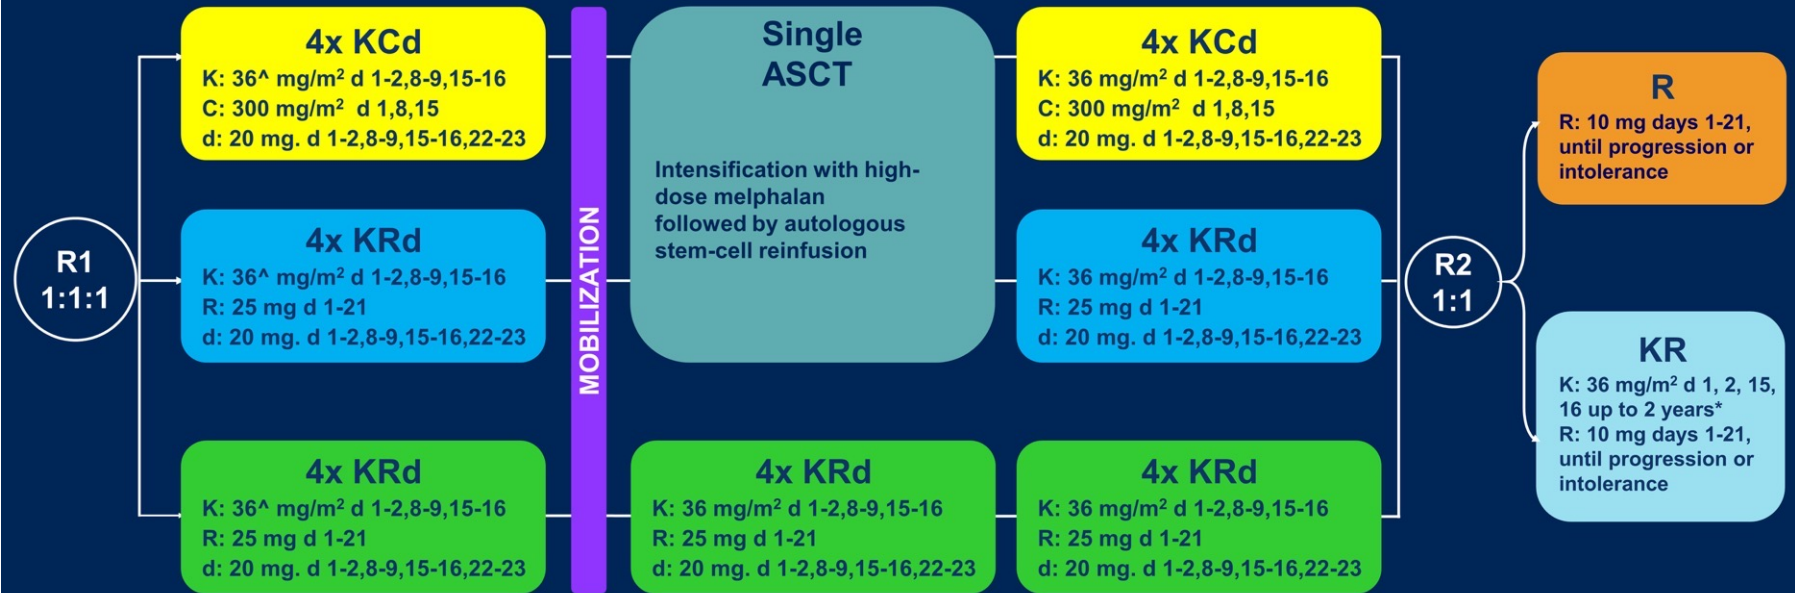 R1
1:1:1
4x KCd
K: 36^ mg/m² d 1-2,8-9,15-16
C: 300 mg/m²  d 1,8,15
d: 20 mg. d 1-2,8-9,15-16,22-23
4x KRd
K: 36^ mg/m² d 1-2,8-9,15-16
R: 25 mg d 1-21
d: 20 mg. d 1-2,8-9,15-16,22-23
4x KRd
K: 36^ mg/m² d 1-2,8-9,15-16
R: 25 mg d 1-21
d: 20 mg. d 1-2,8-9,15-16,22-23
MOBILIZATION
Single
ASCT
Intensification with high-
dose melphalan
followed by autologous
stem-cell reinfusion
4x KRd
K: 36 mg/m² d 1-2,8-9,15-16
R: 25 mg d 1-21
d: 20 mg. d 1-2,8-9,15-16,22-23
4x KCd
K: 36 mg/m² d 1-2,8-9,15-16
C: 300 mg/m²  d 1,8,15
d: 20 mg. d 1-2,8-9,15-16,22-23
4x KRd
K: 36 mg/m² d 1-2,8-9,15-16
R: 25 mg d 1-21
d: 20 mg. d 1-2,8-9,15-16,22-23
4x KRd
K: 36 mg/m² d 1-2,8-9,15-16
R: 25 mg d 1-21
d: 20 mg. d 1-2,8-9,15-16,22-23
R2
1:1
R
R: 10 mg days 1-21,
until progression or
intolerance
KR
K: 36 mg/m² d 1, 2, 15,
16 up to 2 years*
R: 10 mg days 1-21,
until progression or
intolerance